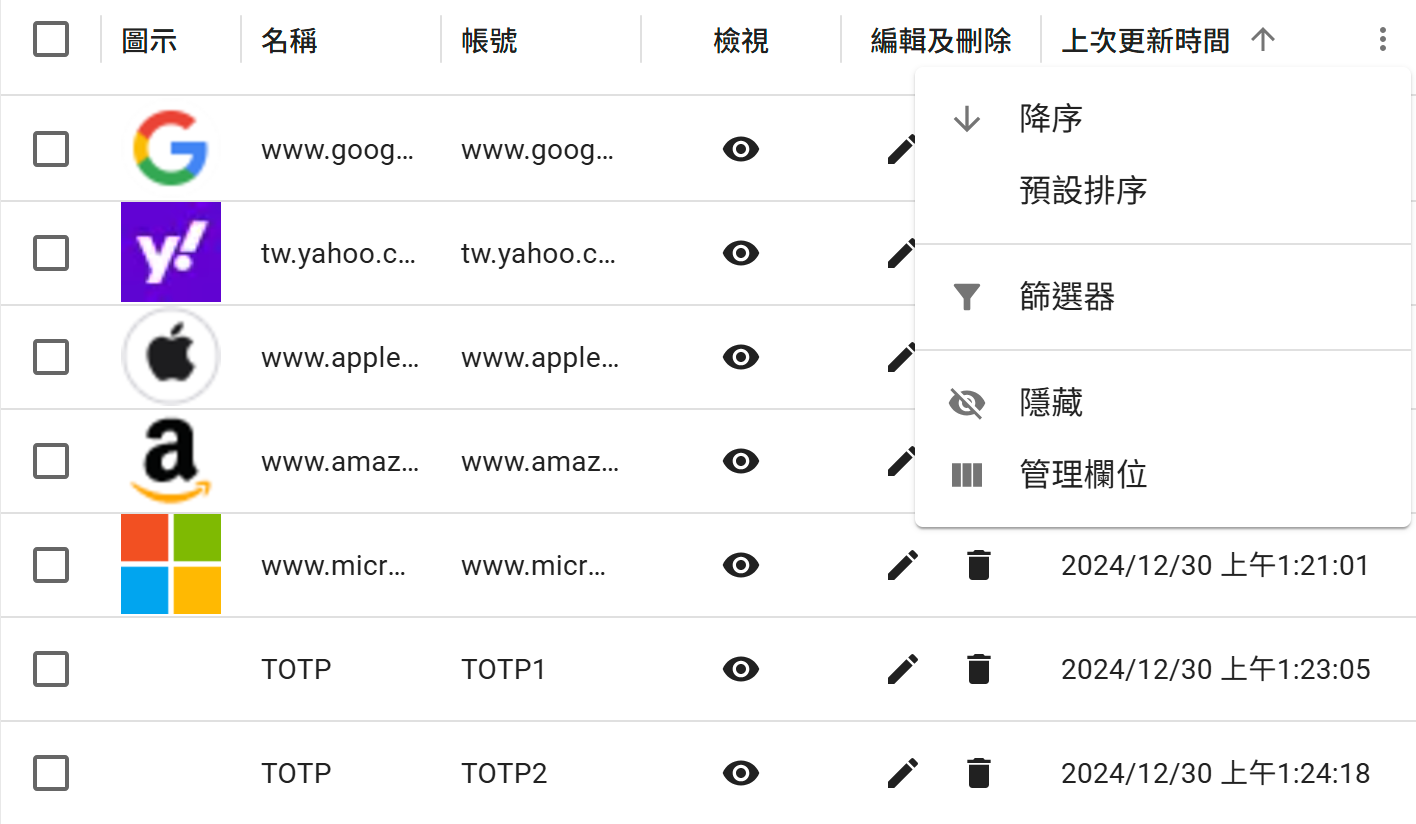 圖示 名稱 帳號 檢視 編輯及刪除 上次更新時間
降序
www.goog… www.goog…
預設排序
tw.yahoo.c… tw.yahoo.c…
篩選器
www.apple… www.apple…
隱藏
www.amaz… www.amaz…
管理欄位
www.micr… www.micr… 2024/12/30 上午1:21:01
TOTP TOTP1 2024/12/30 上午1:23:05
TOTP TOTP2 2024/12/30 上午1:24:18